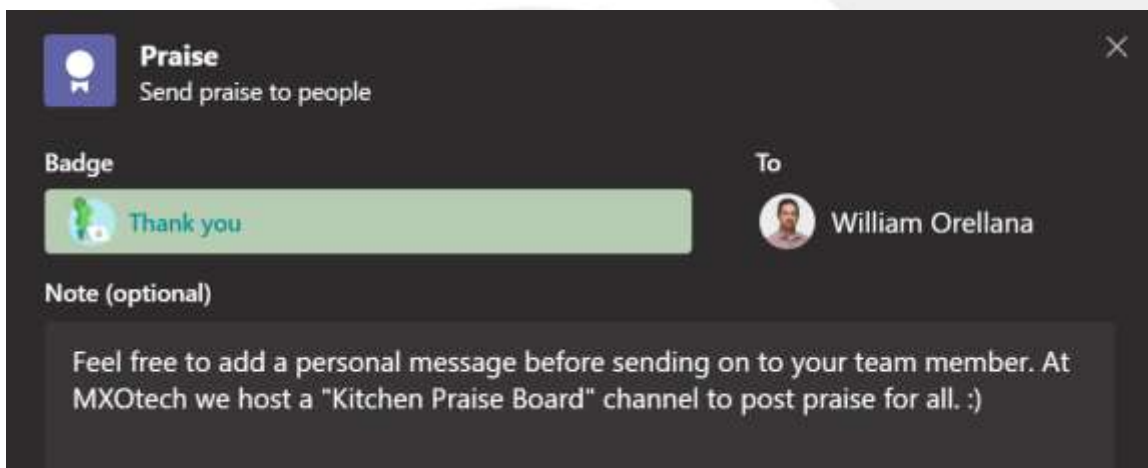 Praise
Send praise to people
Badge
To
Thank you
William Orellana
Note (optional)
Feel free to add a personal message before sending on to your team member. At
MXOtech we host a "Kitchen Praise Board" channel to post praise for all. :)